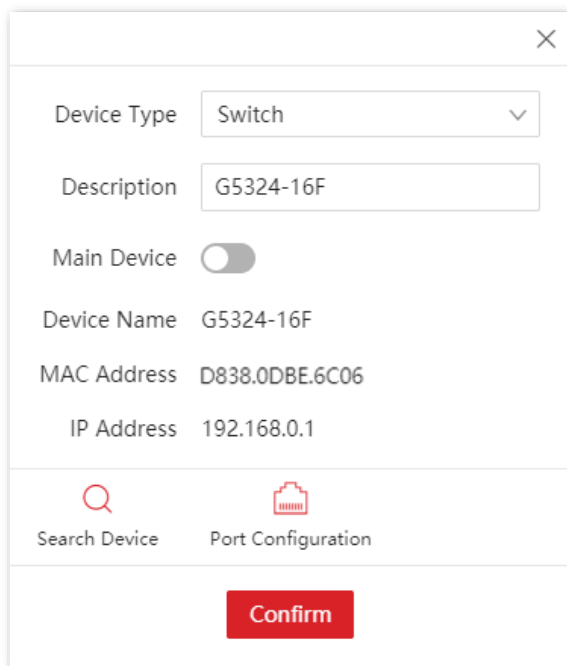 Device Type Switch
Description G5324-16F
Main Device
Device Name G5324-16F
MAC Address D838.0DBE.6C06
IP Address 192.168.0.1
Search Device Port Configuration
Confirm